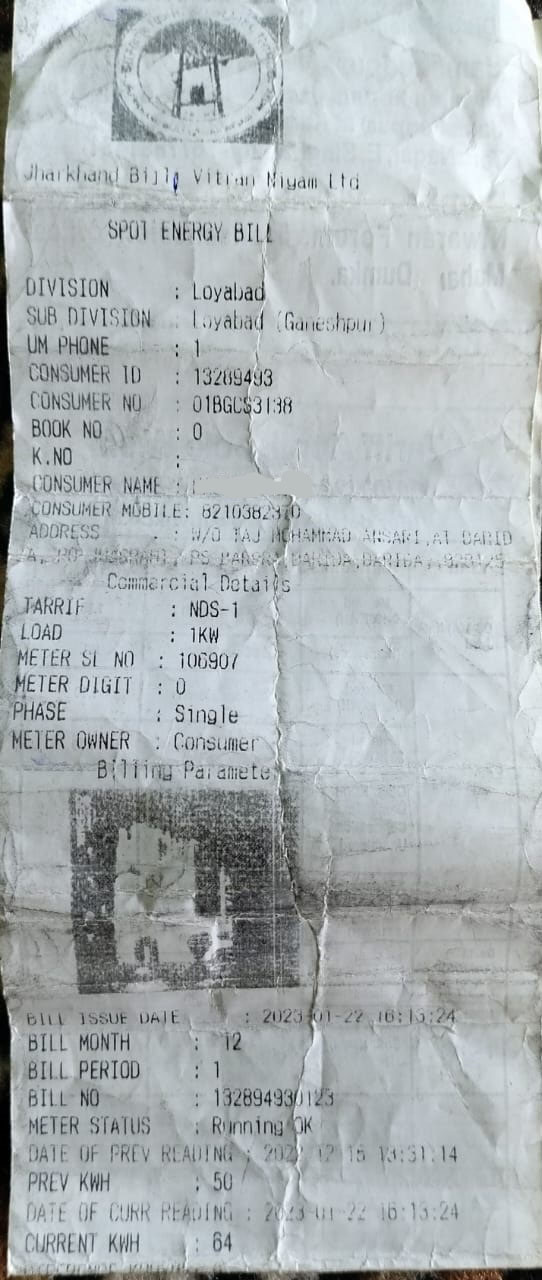 Jharkhand Bijli Vitran Nigam Ltd
SPOT ENERGY BILL
DIVISION : Loyabad
SUB DIVISION : Loyabad (Ganeshpur)
UM PHONE : 1
CONSUMER ID : 13289493
CONSUMER NO : 01BGCS3138
BOOK NO : 0
K.NO :
CONSUMER NAME :
CONSUMER MOBILE:
ADDRESS : W/O TAJ MOHAMMAD ANSARI,AT DARID
Commercial Details
TARRIF : NDS-1
LOAD : 1KW
METER SL NO : 106907
METER DIGIT : 0
PHASE : Single
METER OWNER : Consumer
Billing Paramete
BILL ISSUE DATE : 2023-01-22 16:13:24
BILL MONTH : 12
BILL PERIOD : 1
BILL NO : 132894930123
METER STATUS : Running OK
DATE OF PREV READING : 2022-12-15 13:31:14
PREV KWH : 50
DATE OF CURR READING : 2023-01-22 16:13:24
CURRENT KWH : 64